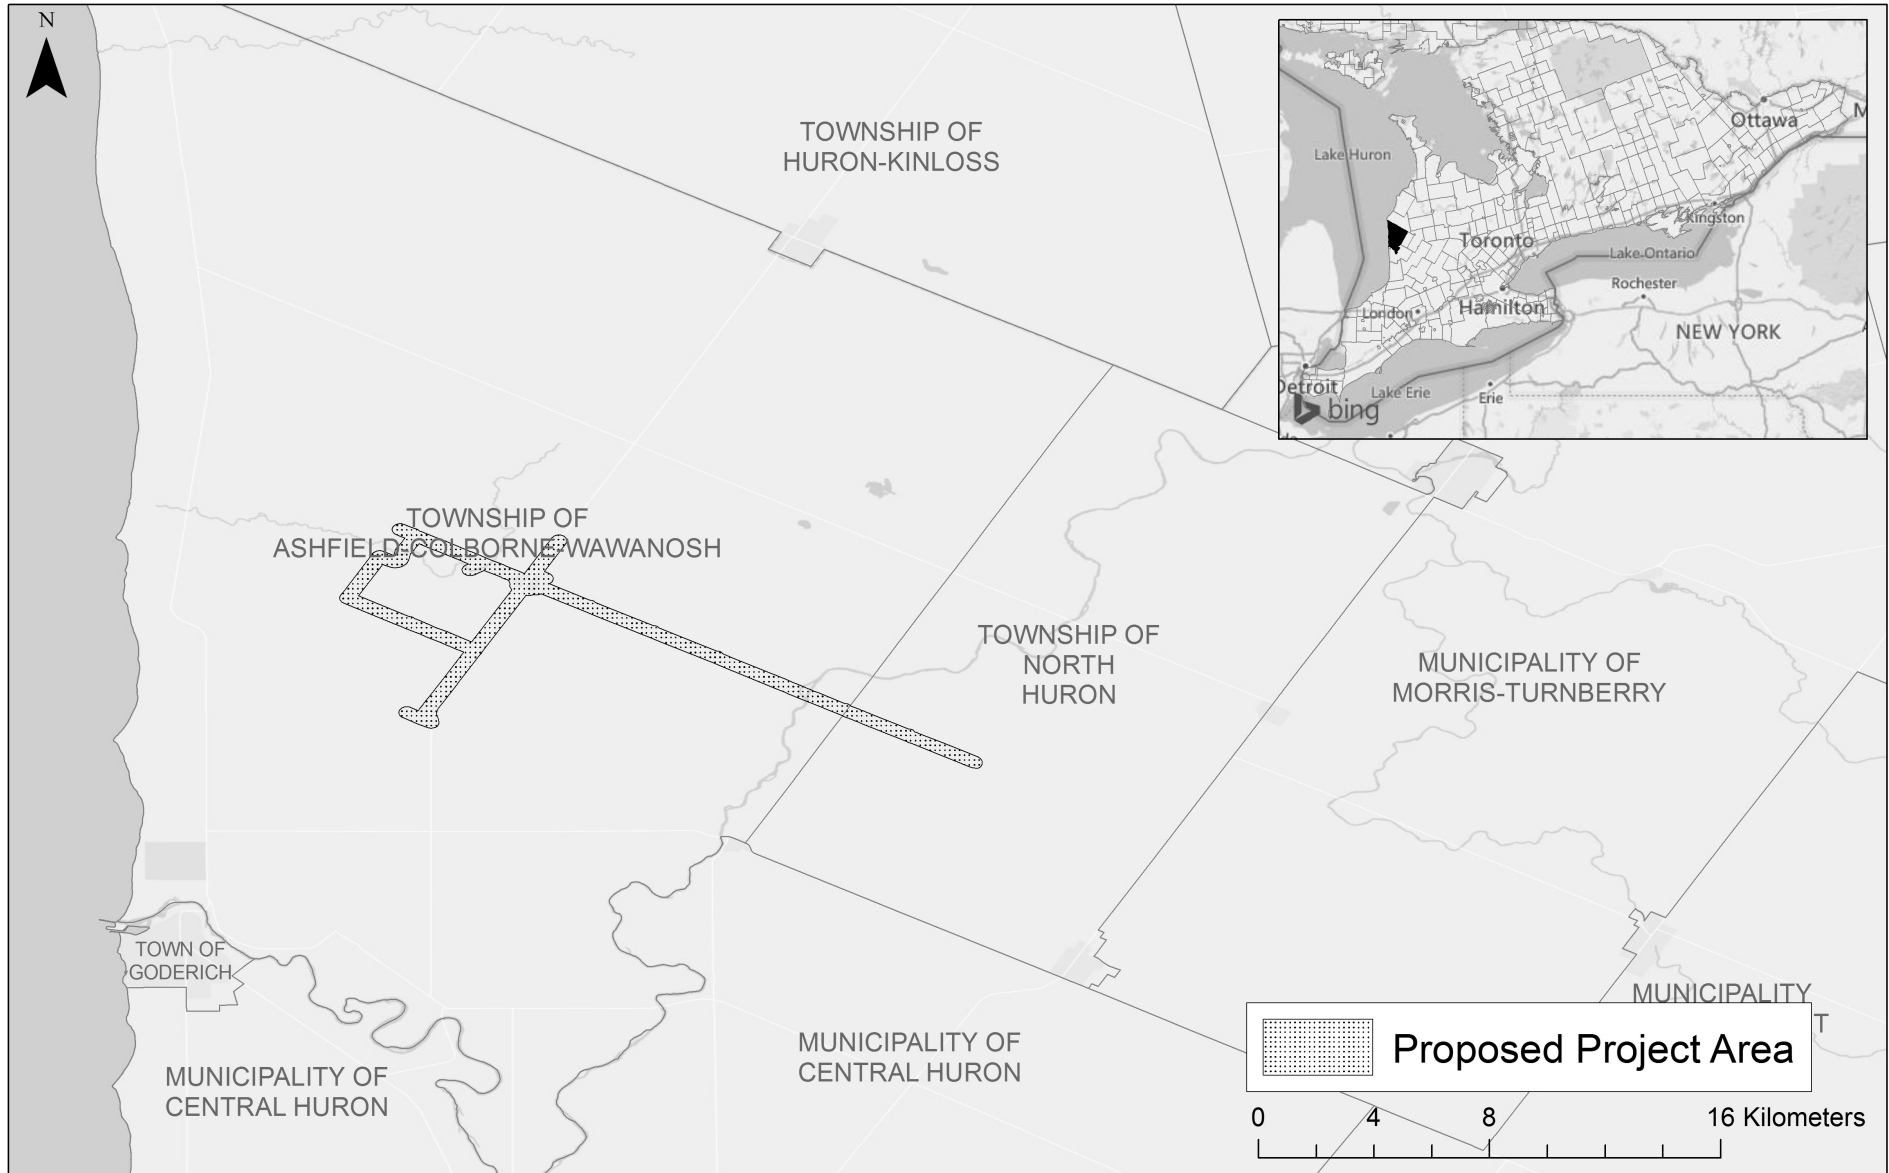 N
TOWNSHIP OF
HURON-KINLOSS
TOWNSHIP OF
ASHFIELD-COLBORNE-WAWANOSH
TOWNSHIP OF
NORTH
HURON
MUNICIPALITY OF
MORRIS-TURNBERRY
TOWN OF
GODERICH
MUNICIPALITY OF
CENTRAL HURON
MUNICIPALITY OF
CENTRAL HURON
MUNICIPALITY
T
Lake Huron
Ottawa
M
Kingston
Toronto
Lake Ontario
Rochester
Hamilton
London
NEW YORK
Detroit
Lake Erie
Erie
bing
Proposed Project Area
0 4 8 16 Kilometers